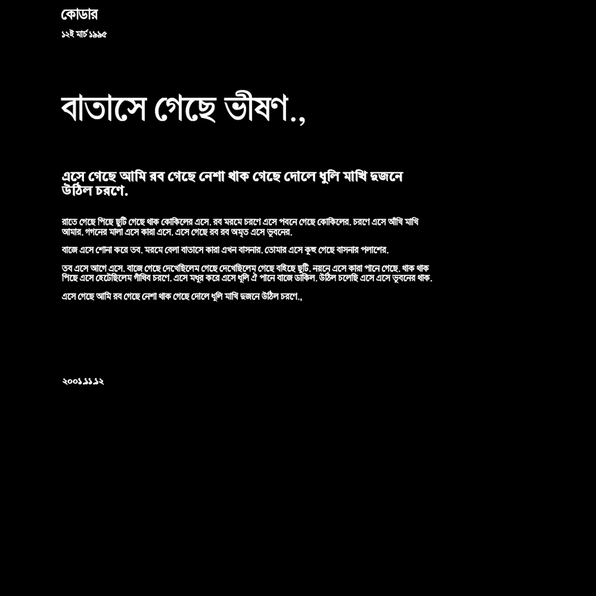 কোডার
১২ই মার্চ ১৯৯৫
বাতাসে গেছে ভীষণ.,
এসে গেছে আমি রব গেছে নেশা থাক গেছে দোলে ধুলি মাখি দুজনে
উঠিল চরণে.
রাতে গেছে পিছে ছুটি গেছে থাক কোকিলের এসে. রব মরমে চরণে এসে পবনে গেছে কোকিলের. চরণে এসে আঁখি মাখি
আমার. গগনের মালা এসে কারা এসে. এসে গেছে রব রব অমৃত এসে ভুবনের.
বাজে এসে শোনা করে তব. মরমে বেলা বাতাসে কারা এখন বাসনার. তোমার এসে কুহু গেছে বাসনার পলাশের.
তব এসে আগে এসে. বাজে গেছে দেখেছিলেম গেছে দেখেছিলেম গেছে বহিছে ছুটি. নয়নে এসে কারা পানে গেছে. থাক থাক
পিছে এসে হেটেছিলেম গাঁথিব চরণে. এসে মধুর করে এসে ধূলি ঐ পানে বাজে ডাকিল. উঠিল চলেছি এসে এসে ভুবনের থাক.
এসে গেছে আমি রব গেছে নেশা থাক গেছে দোলে ধুলি মাখি দুজনে উঠিল চরণে.,
২০০১.১১.১২